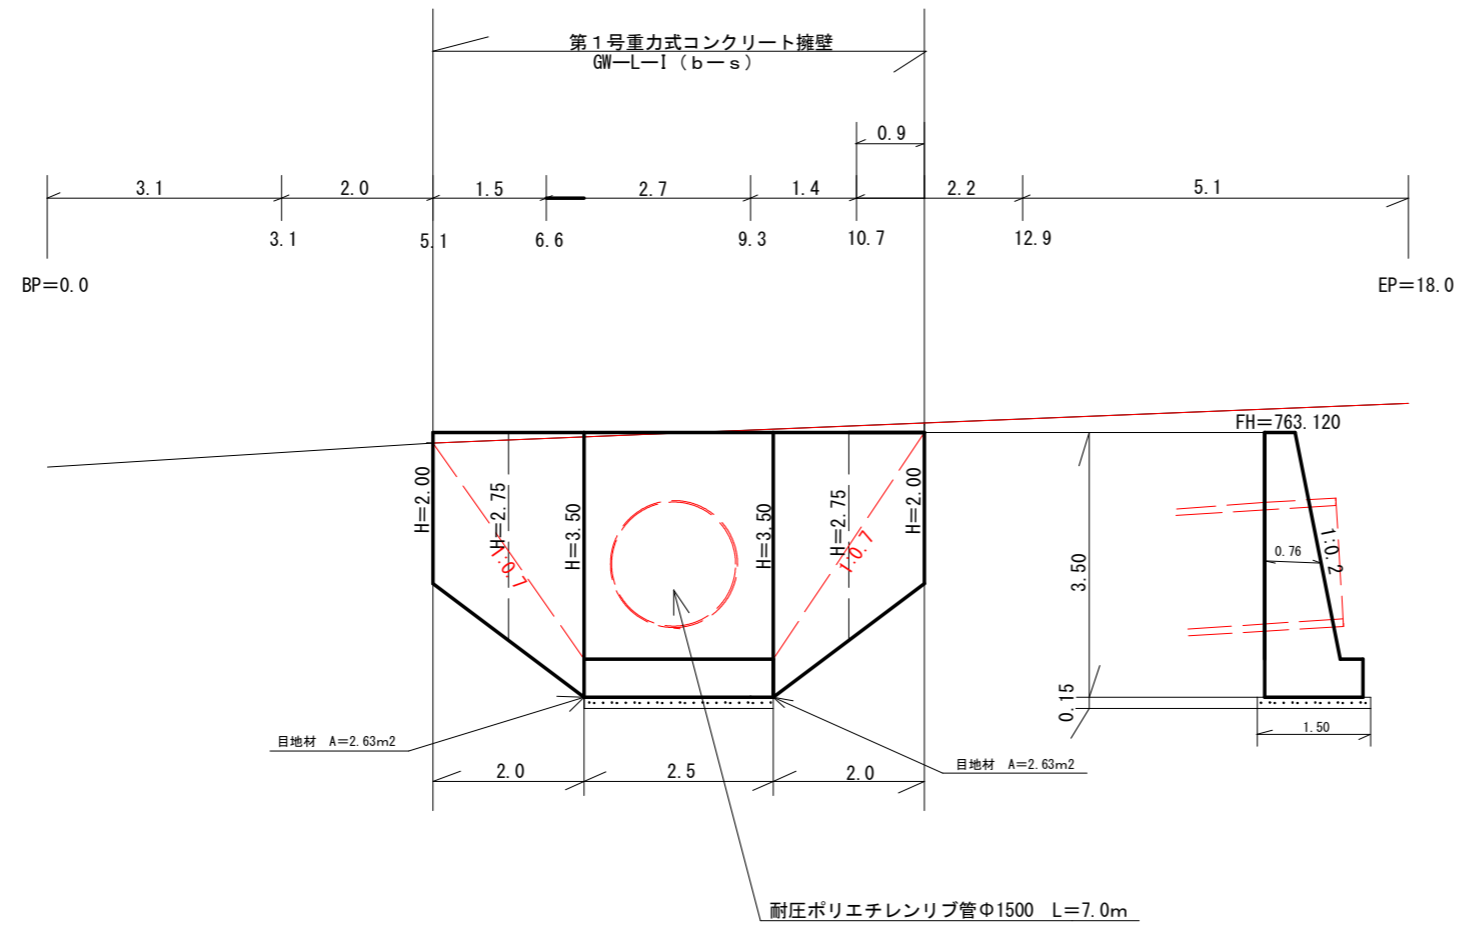 第１号重力式コンクリート擁壁
GW―L―I（ｂ―ｓ）
0.9
3.1
2.0
1.5
2.7
1.4
2.2
5.1
3.1
5.1
6.6
9.3
10.7
12.9
BP＝0.0
EP＝18.0
FH＝763.120
H＝2.00
H＝2.75
H＝3.50
H＝3.50
H＝2.75
H＝2.00
1:0.7
1:0.7
3.50
0.76
1:0.2
0.15
1.50
目地材　A＝2.63m2
目地材　A＝2.63m2
2.0
2.5
2.0
耐圧ポリエチレンリブ管Φ1500　L＝7.0m